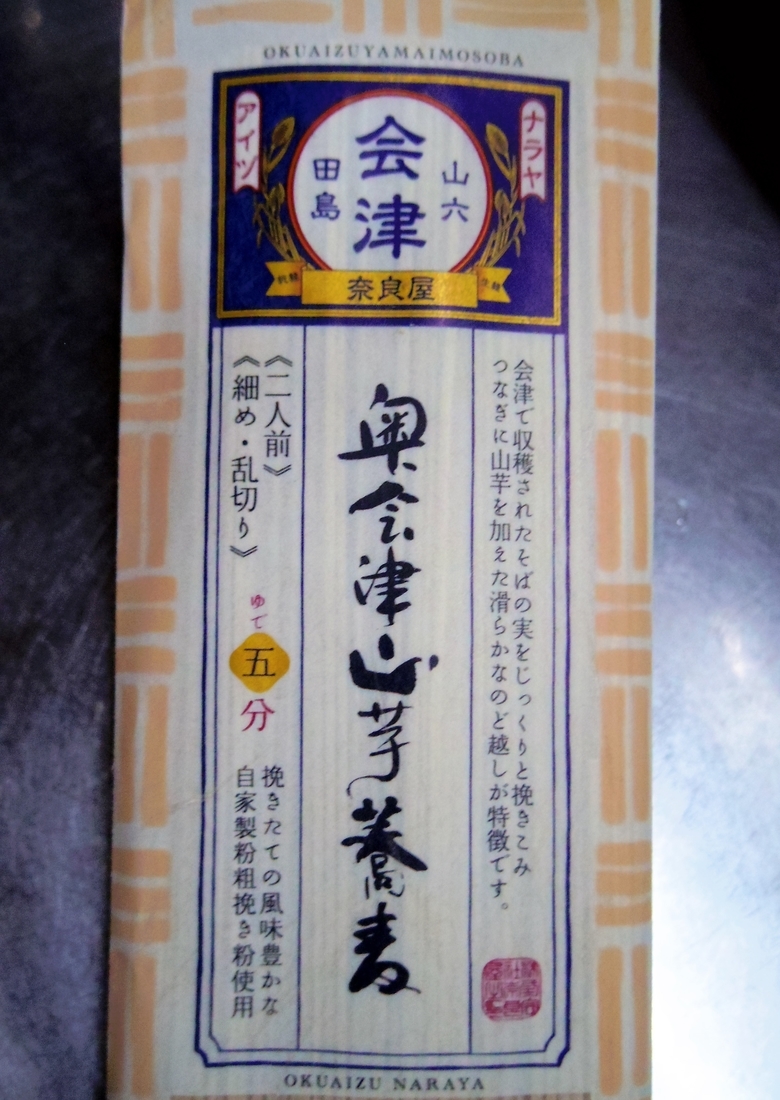 OKUAIZUYAMAIMOSOBA
ナラヤ
アイヅ
山六
会津
田島
奈良屋
会津で収穫されたそばの実をじっくりと挽きこみ
つなぎに山芋を加えた滑らかなのど越しが特徴です。
奥会津山芋蕎麦
《二人前》
《細め・乱切り》
ゆで
五
分
挽きたての風味豊かな
自家製粉粗挽き粉使用
OKUAIZU NARAYA